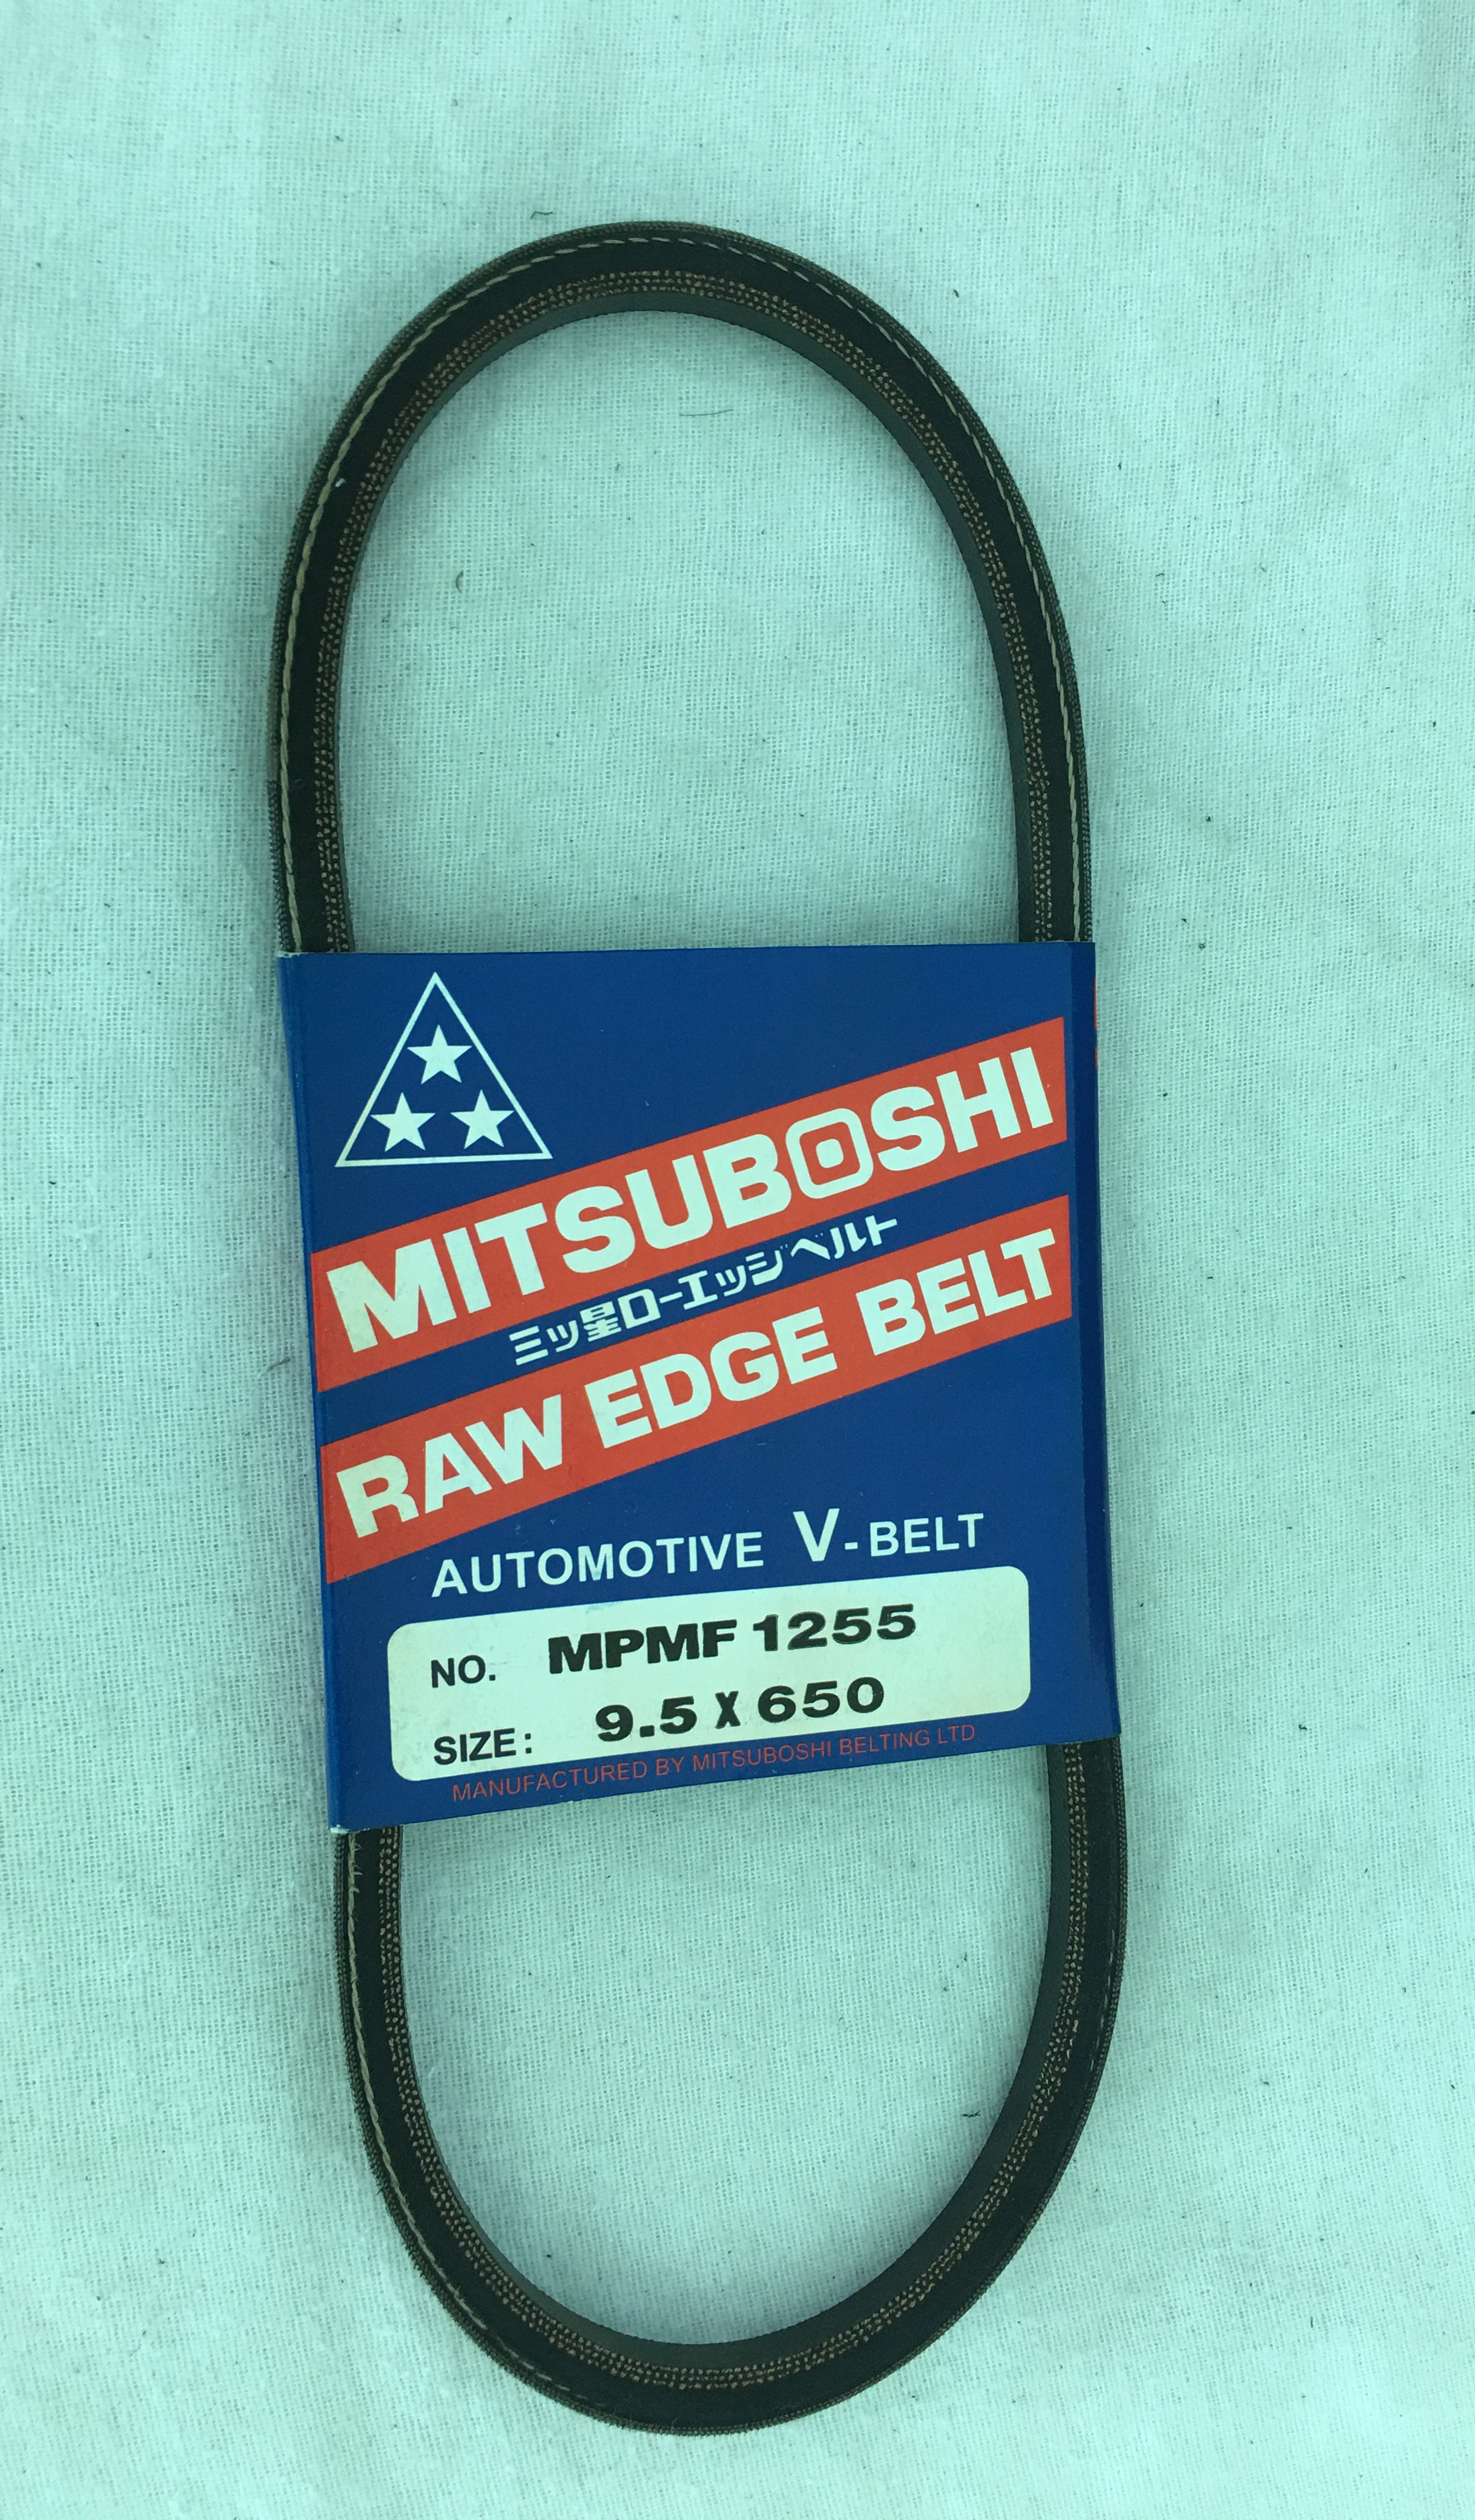 MITSUBOSHI
三ツ星ローエッジベルト
RAW EDGE BELT
AUTOMOTIVE V-BELT
NO. MPMF 1255
SIZE: 9.5 X 650
MANUFACTURED BY MITSUBOSHI BELTING LTD